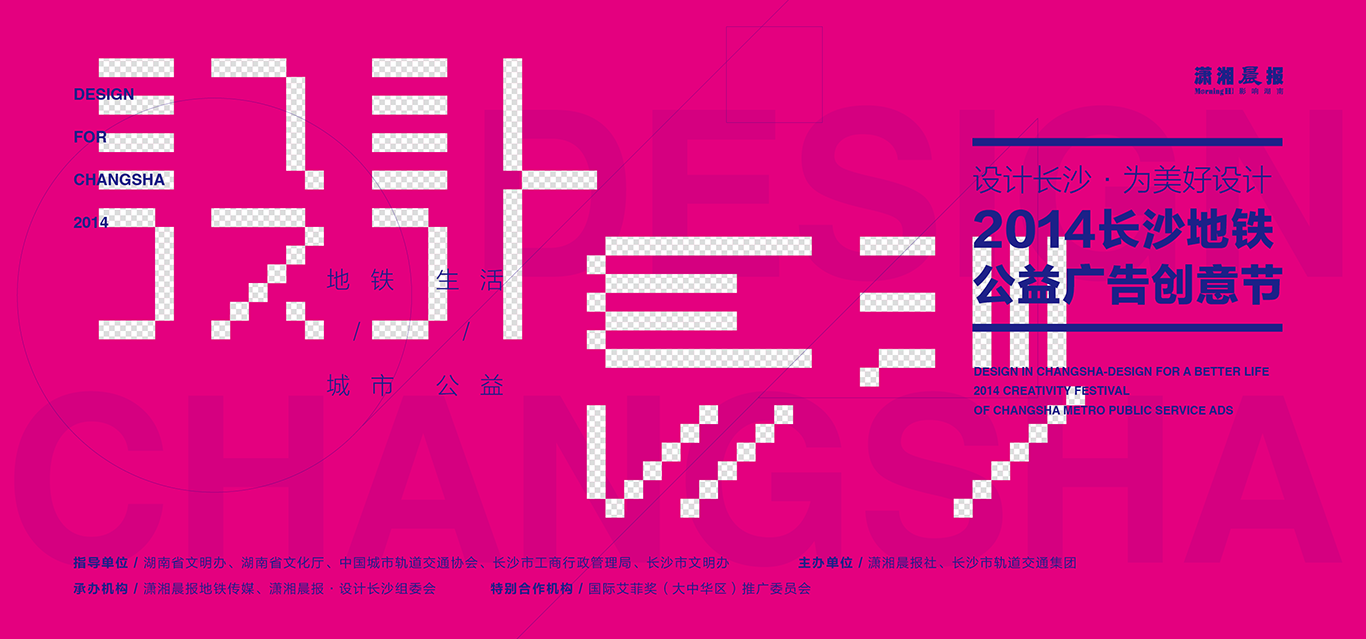 设计
长沙
DESIGN
FOR
CHANGSHA
2014
地铁 生活
/ /
城市 公益
DESIGN
CHANGSHA
潇湘晨报
影响湖南
设计长沙·为美好设计
2014长沙地铁
公益广告创意节
DESIGN IN CHANGSHA-DESIGN FOR A BETTER LIFE
2014 CREATIVITY FESTIVAL
OF CHANGSHA METRO PUBLIC SERVICE ADS
指导单位 / 湖南省文明办、湖南省文化厅、中国城市轨道交通协会、长沙市工商行政管理局、长沙市文明办 主办单位 / 潇湘晨报社、长沙市轨道交通集团
承办机构 / 潇湘晨报地铁传媒、潇湘晨报·设计长沙组委会 特别合作机构 / 国际艾菲奖（大中华区）推广委员会